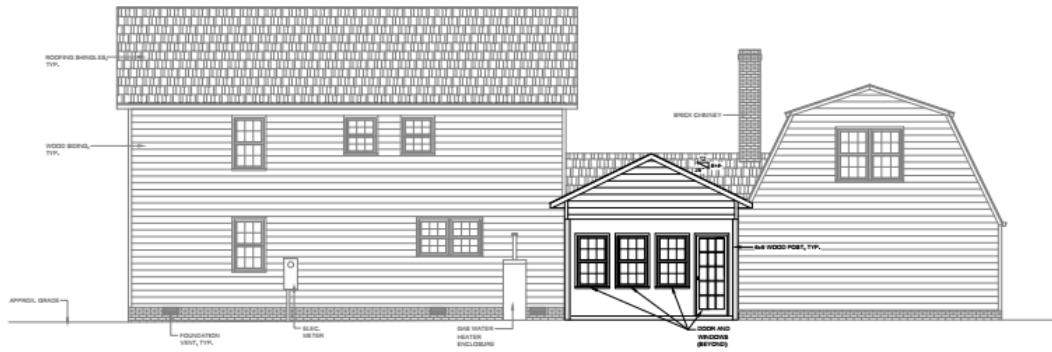 ROOFING SHINGLES,
TYP.
WOOD SIDING,
TYP.
BRICK CHIMNEY
6x6 WOOD POST, TYP.
APPROX. GRADE
FOUNDATION
VENT, TYP.
ELEC.
METER
GAS WATER
HEATER
ENCLOSURE
DOOR AND
WINDOWS
(BEYOND)